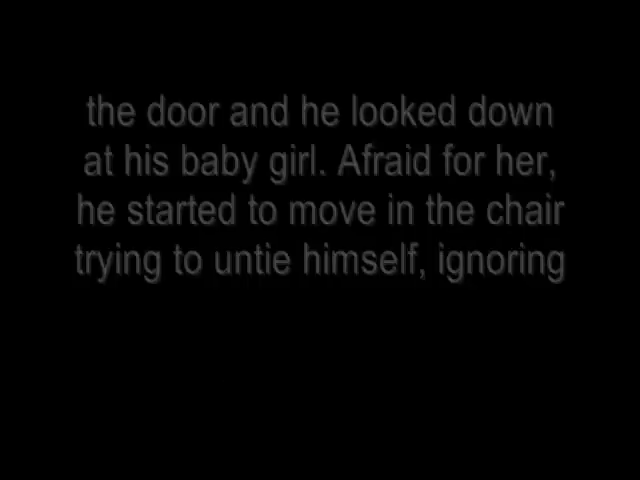 the door and he looked down
at his baby girl. Afraid for her,
he started to move in the chair
trying to untie himself, ignoring